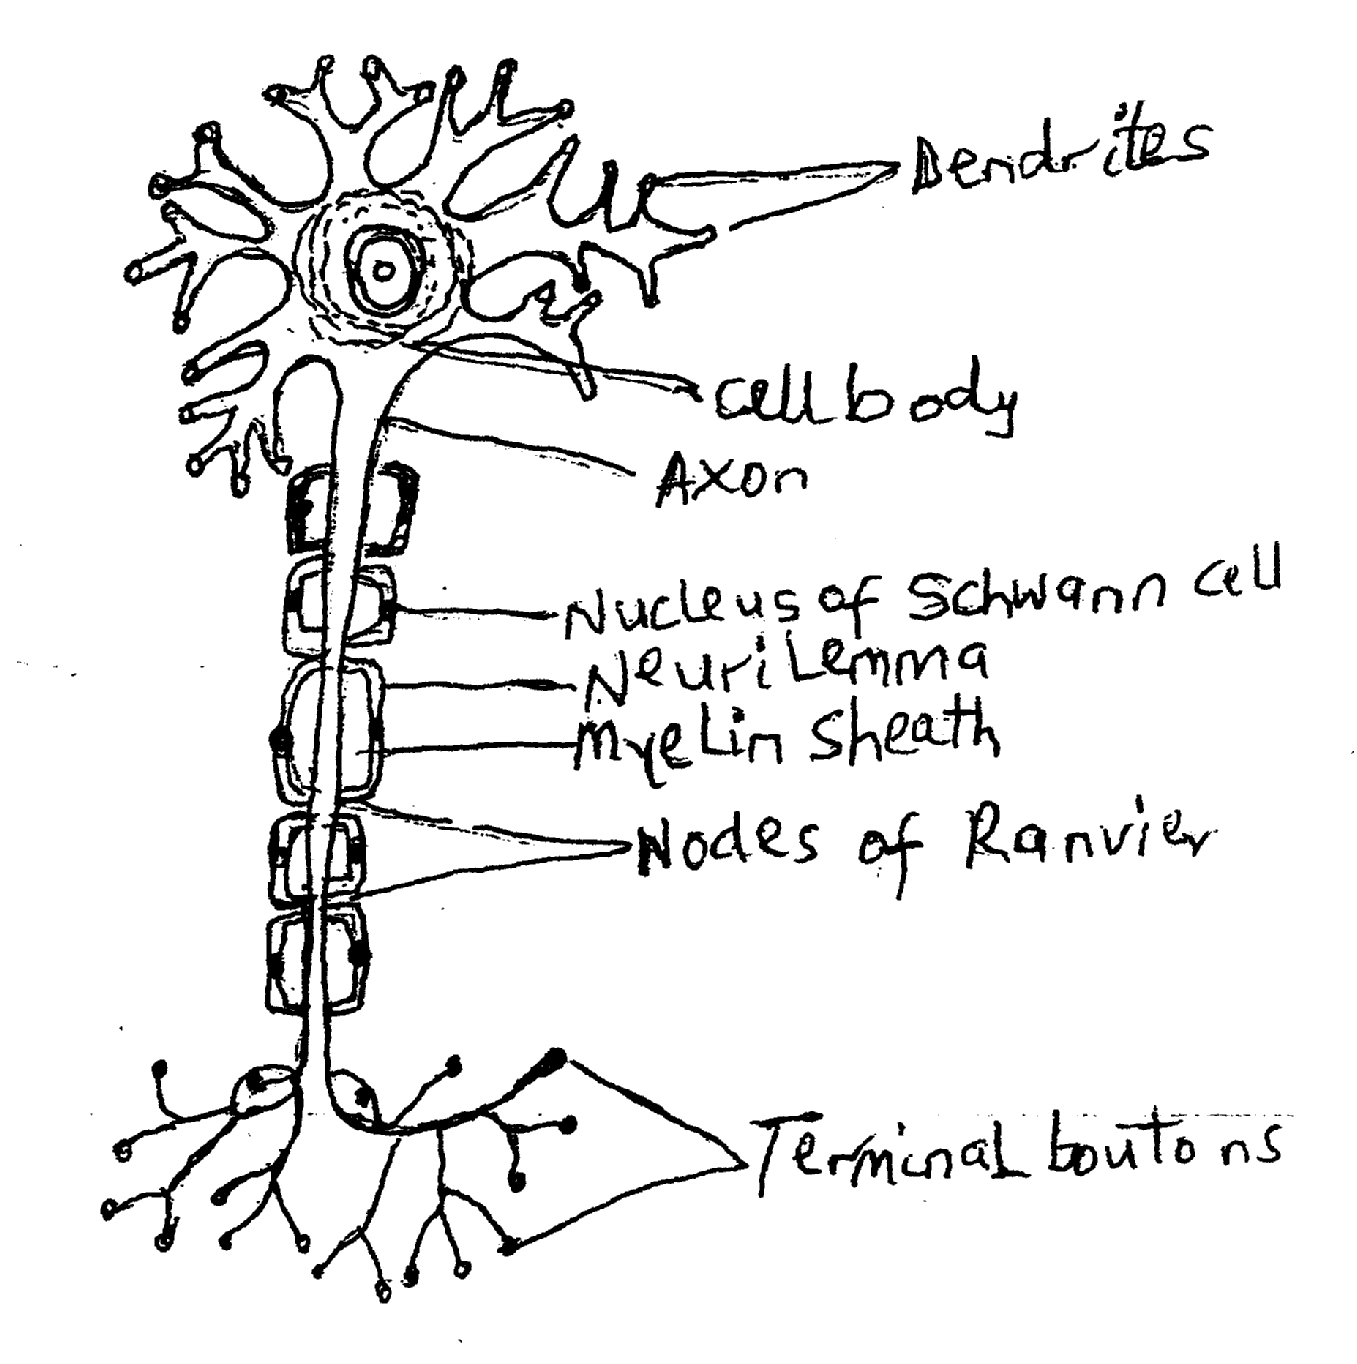 Dendrites
Cell body
Axon
Nucleus of Schwann cell
Neurilemma
Myelin sheath
Nodes of Ranvier
Terminal boutons